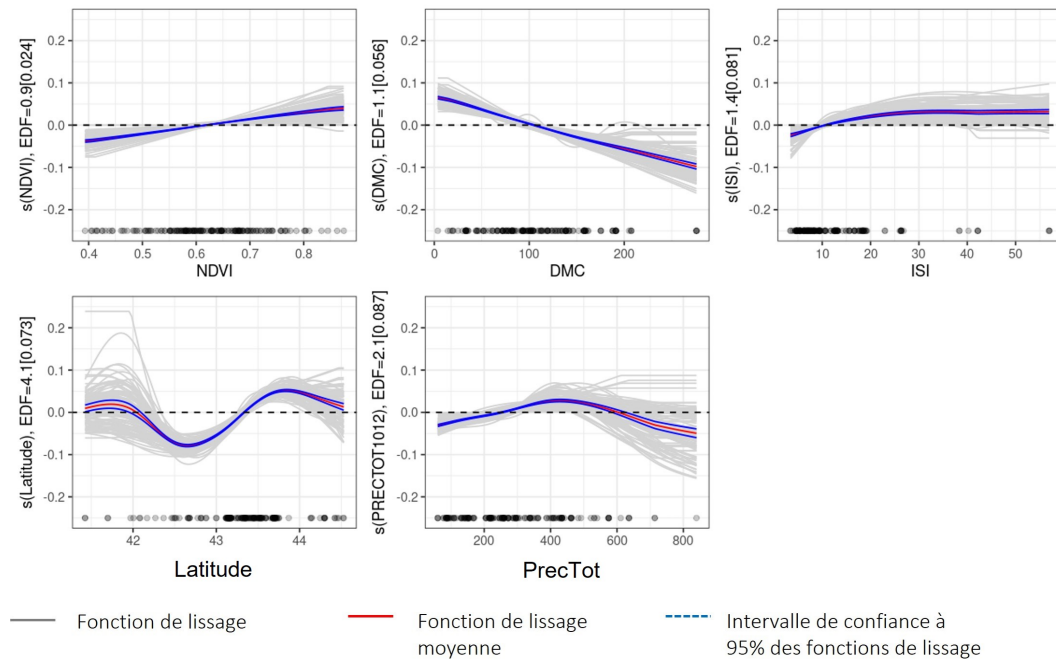 s(NDVI), EDF=0.9[0.024]
0.2
0.1
0.0
-0.1
-0.2
0.4 0.5 0.6 0.7 0.8
NDVI
s(DMC), EDF=1.1[0.056]
0.2
0.1
0.0
-0.1
-0.2
0 100 200
DMC
s(ISI), EDF=1.4[0.081]
0.2
0.1
0.0
-0.1
-0.2
10 20 30 40 50
ISI
s(Latitude), EDF=4.1[0.073]
0.2
0.1
0.0
-0.1
-0.2
42 43 44
Latitude
s(PRECTOT1012), EDF=2.1[0.087]
0.2
0.1
0.0
-0.1
-0.2
200 400 600 800
PrecTot
Fonction de lissage
Fonction de lissage
moyenne
Intervalle de confiance à
95% des fonctions de lissage